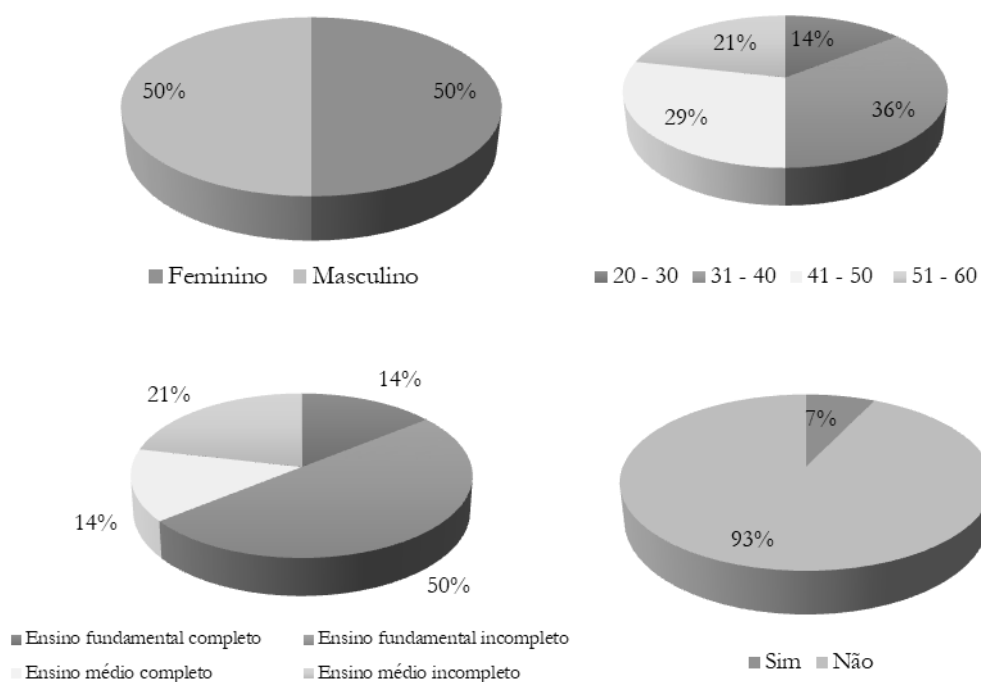 50%
50%
Feminino
Masculino
21%
14%
29%
36%
20 - 30
31 - 40
41 - 50
51 - 60
21%
14%
14%
50%
Ensino fundamental completo
Ensino fundamental incompleto
Ensino médio completo
Ensino médio incompleto
7%
93%
Sim
Não